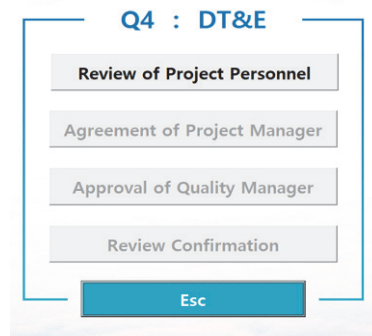 Q4 : DT&E
Review of Project Personnel
Agreement of Project Manager
Approval of Quality Manager
Review Confirmation
Esc